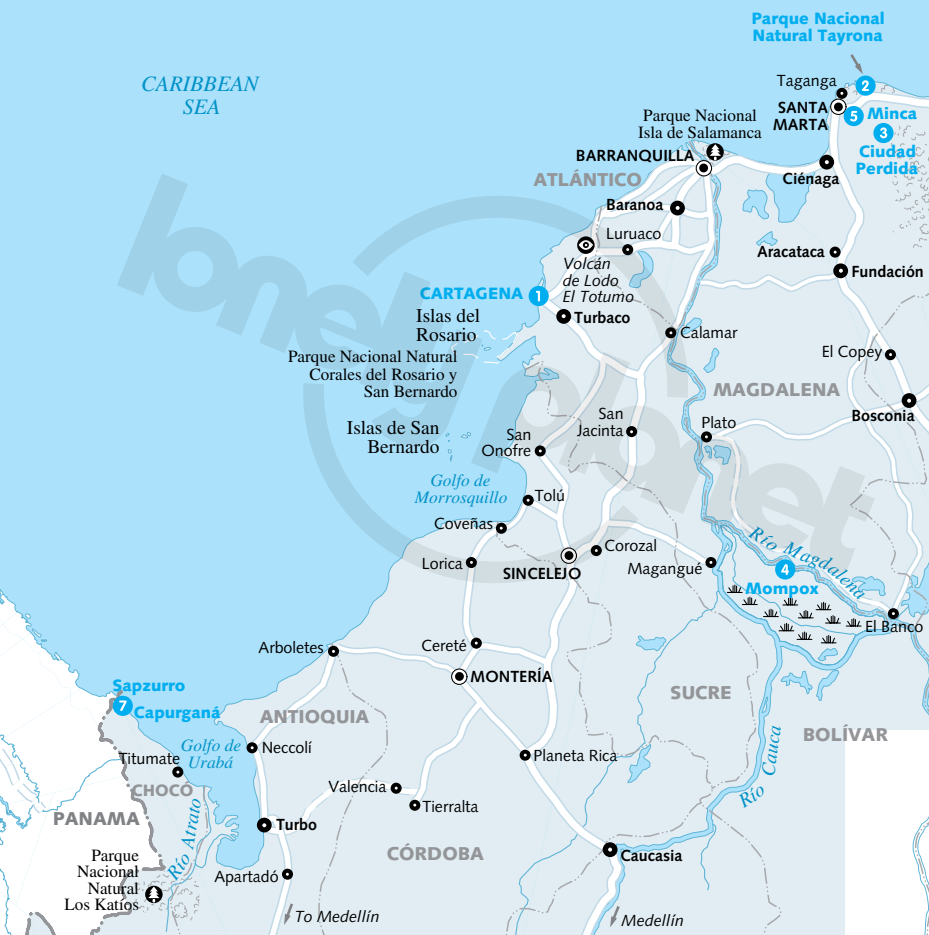 Parque Nacional
Natural Tayrona
CARIBBEAN
SEA
Taganga
2
SANTA
MARTA
5
Minca
3
Ciudad
Perdida
Parque Nacional
Isla de Salamanca
BARRANQUILLA
Ciénaga
ATLÁNTICO
Baranoa
Luruaco
Aracataca
Fundación
Volcán
de Lodo
El Totumo
CARTAGENA
1
Turbaco
Islas del
Rosario
Calamar
El Copey
Parque Nacional Natural
Corales del Rosario y
San Bernardo
MAGDALENA
Bosconia
lonely planet
Islas de San
Bernardo
San
Onofre
San
Jacinta
Plato
Golfo de
Morrosquillo
Tolú
Coveñas
Lorica
SINCELEJO
Corozal
Magangué
Río Magdalena
4
Mompox
El Banco
Arboletes
Cereté
MONTERÍA
SUCRE
BOLÍVAR
Sapzurro
7
Capurganá
ANTIOQUIA
Golfo de
Urabá
Neccolí
Planeta Rica
Río Cauca
Titumate
CHOCÓ
Valencia
Tierralta
PANAMA
Río Atrato
Turbo
CÓRDOBA
Caucasia
Parque
Nacional
Natural
Los Katios
Apartadó
To Medellín
Medellín